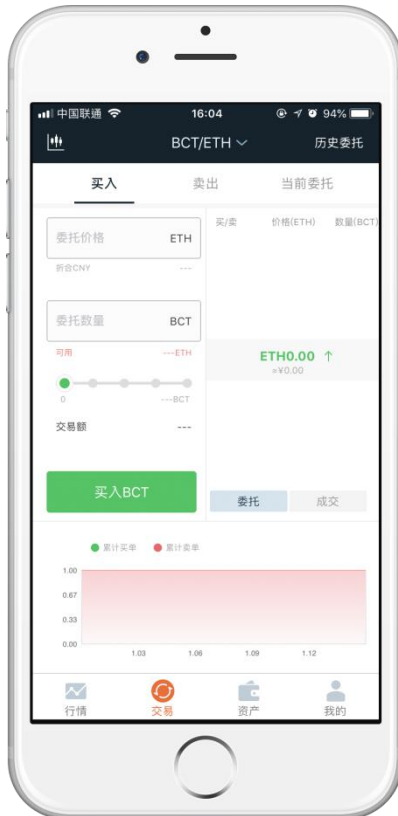 中国联通 16:04 94%
BCT/ETH 历史委托
买入 卖出 当前委托
委托价格 ETH
折合CNY ---
委托数量 BCT
可用 ---ETH
0 ---BCT
交易额 ---
买入BCT
买/卖 价格(ETH) 数量(BCT)
ETH0.00 ↑
≈¥0.00
委托 成交
累计买单 累计卖单
1.00
0.67
0.33
0.00
1.03 1.06 1.09 1.12
行情 交易 资产 我的